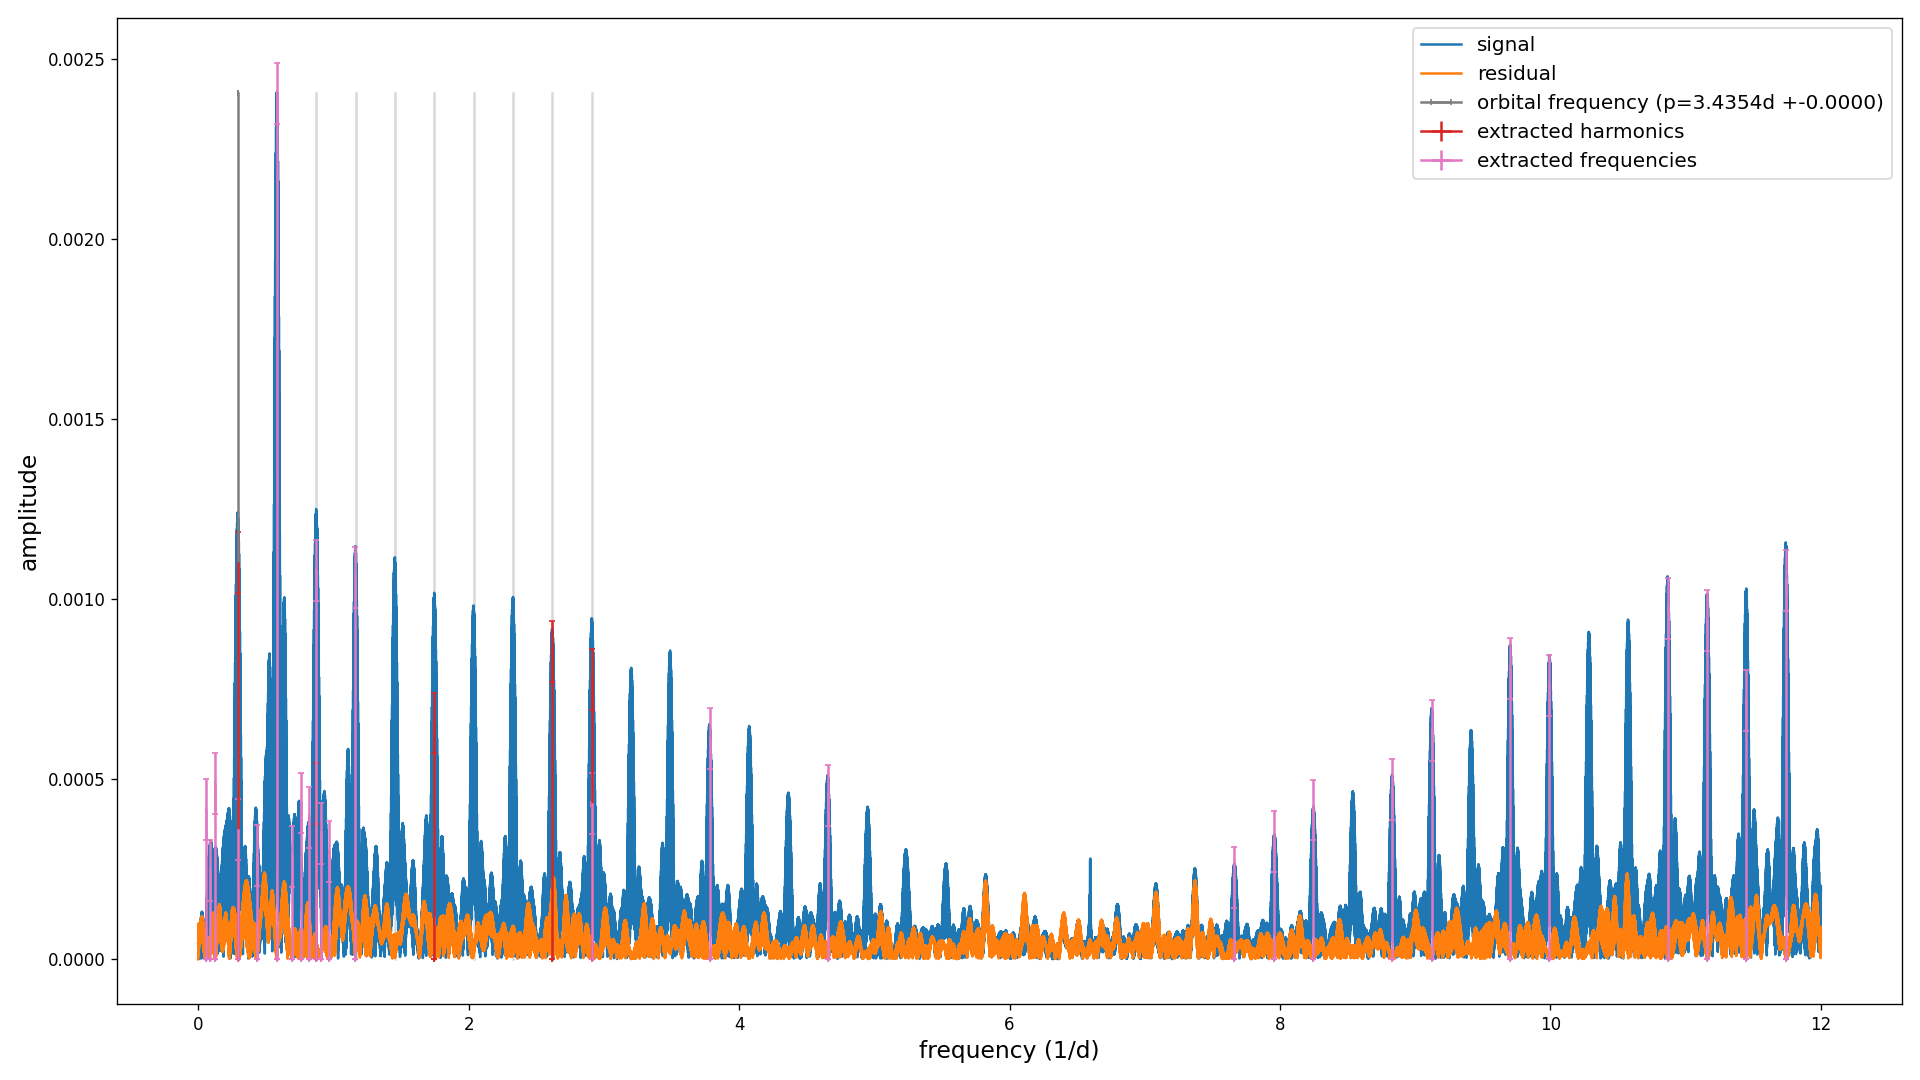 signal
residual
orbital frequency (p=3.4354d +-0.0000)
extracted harmonics
extracted frequencies
0.0025
0.0020
0.0015
0.0010
0.0005
0.0000
amplitude
0 2 4 6 8 10 12
frequency (1/d)